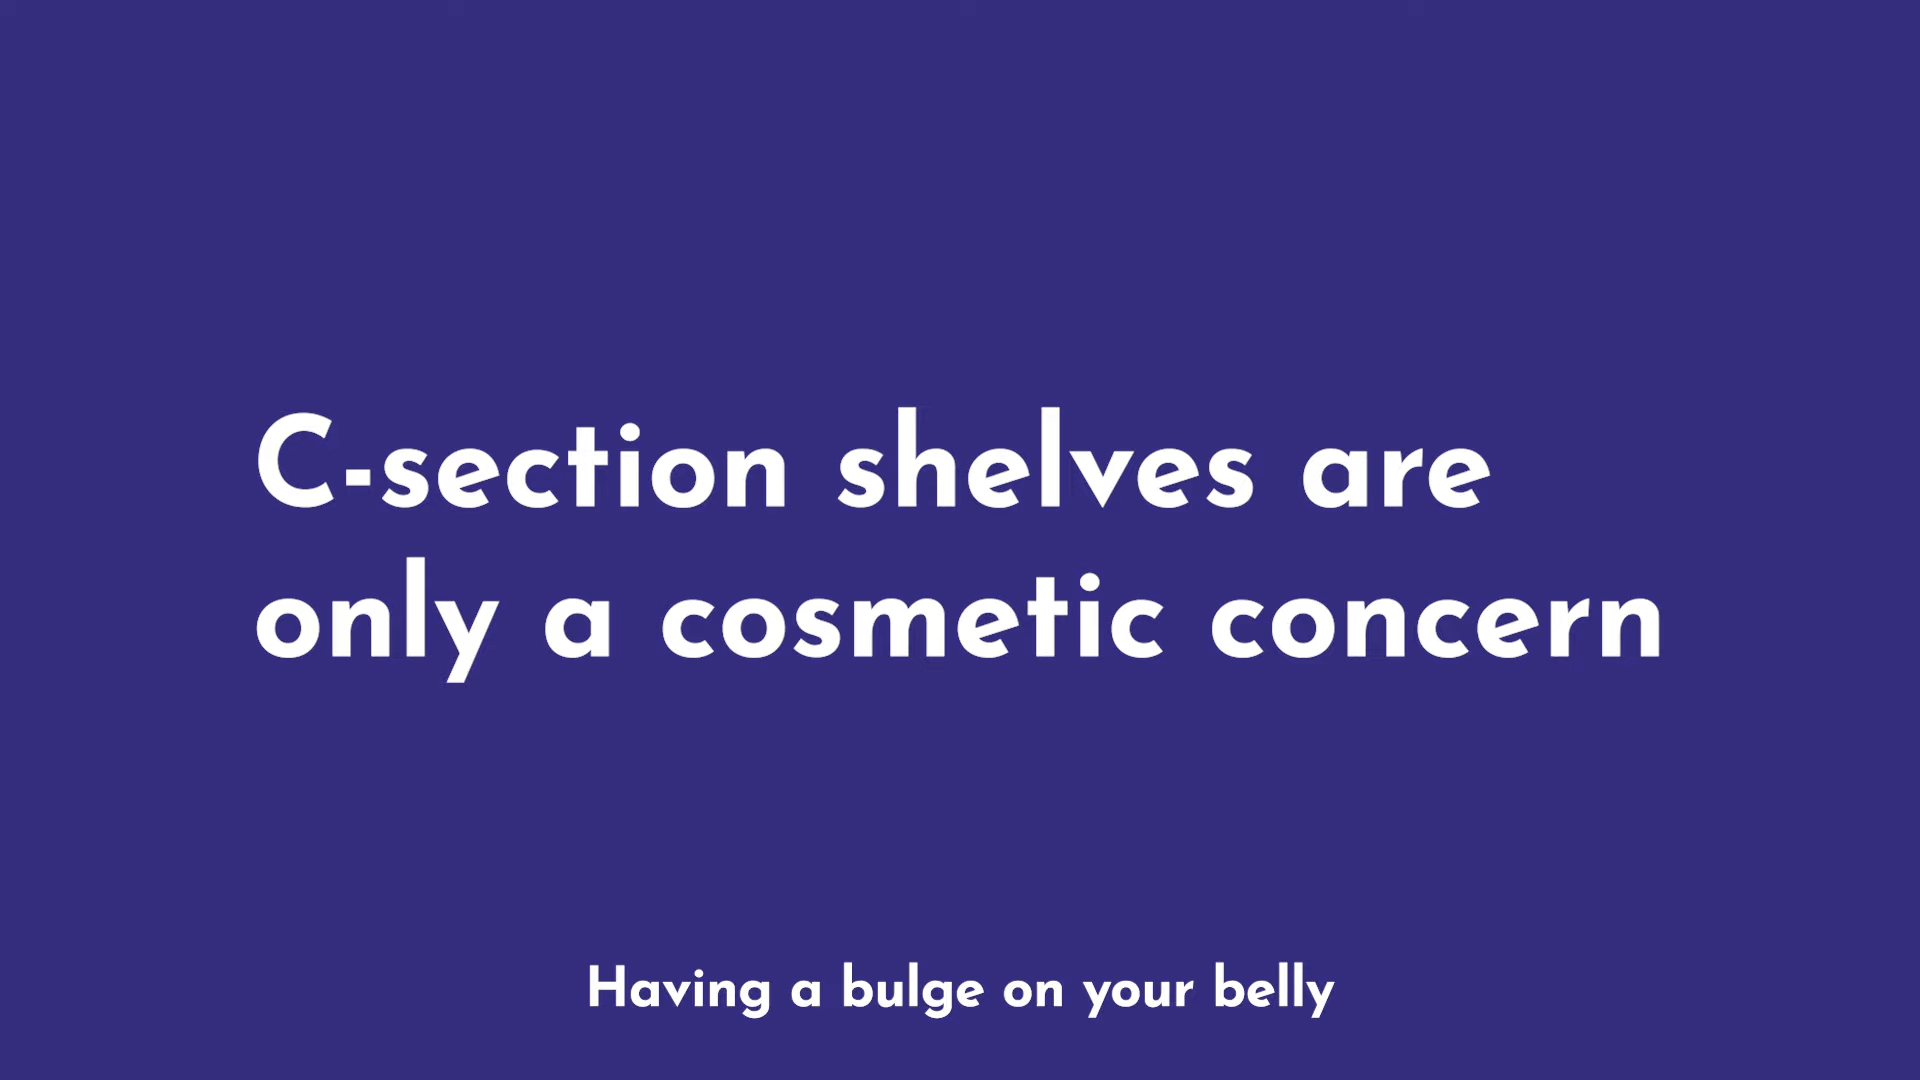 C-section shelves are
only a cosmetic concern
Having a bulge on your belly